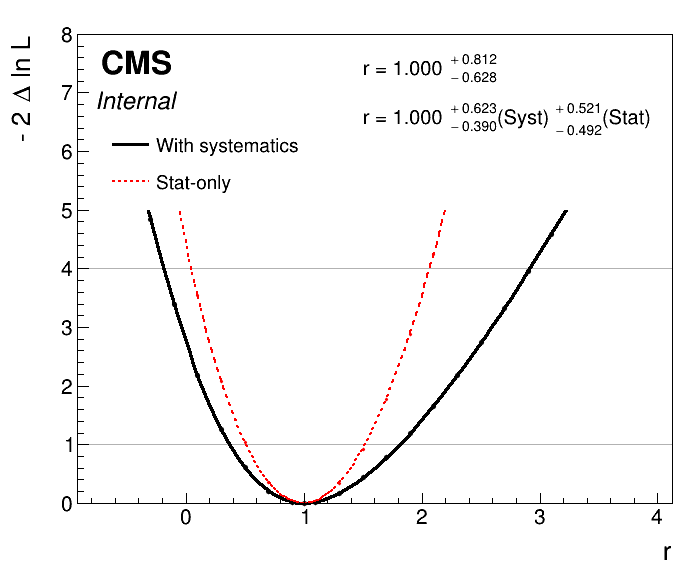 - 2 Δ ln L
CMS
Internal
With systematics
Stat-only
r = 1.000 +0.812 −0.628
r = 1.000 +0.623 −0.390(Syst) +0.521 −0.492(Stat)
8
7
6
5
4
3
2
1
0
0 1 2 3 4
r